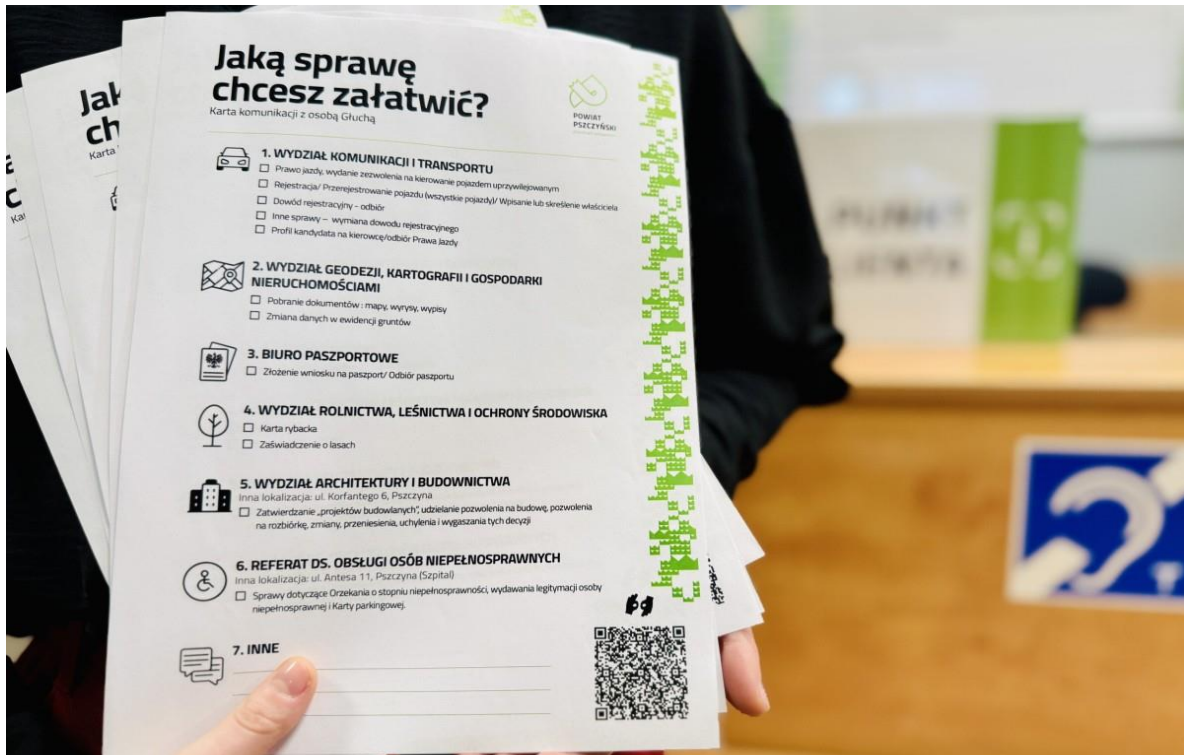 Jaką sprawę
chcesz załatwić?
Karta komunikacji z osobą Głuchą
POWIAT
PSZCZYŃSKI
1. WYDZIAŁ KOMUNIKACJI I TRANSPORTU
Prawo jazdy, wydanie zezwolenia na kierowanie pojazdem uprzywilejowanym
Rejestracja/ Przerejestrowanie pojazdu (wszystkie pojazdy)/ Wpisanie lub skreślenie właściciela
Dowód rejestracyjny - odbiór
Inne sprawy – wymiana dowodu rejestracyjnego
Profil kandydata na kierowcę/odbiór Prawa Jazdy
2. WYDZIAŁ GEODEZJI, KARTOGRAFII I GOSPODARKI
NIERUCHOMOŚCIAMI
Pobranie dokumentów : mapy, wyrysy, wypisy
Zmiana danych w ewidencji gruntów
3. BIURO PASZPORTOWE
Złożenie wniosku na paszport/ Odbiór paszportu
4. WYDZIAŁ ROLNICTWA, LEŚNICTWA I OCHRONY ŚRODOWISKA
Karta rybacka
Zaświadczenie o lasach
5. WYDZIAŁ ARCHITEKTURY I BUDOWNICTWA
Inna lokalizacja: ul. Korfantego 6, Pszczyna
Zatwierdzanie „projektów budowlanych", udzielanie pozwolenia na budowę, pozwolenia
na rozbiórkę, zmiany, przeniesienia, uchylenia i wygaszania tych decyzji
6. REFERAT DS. OBSŁUGI OSÓB NIEPEŁNOSPRAWNYCH
Inna lokalizacja: ul. Antesa 11, Pszczyna (Szpital)
Sprawy dotyczące Orzekania o stopniu niepełnosprawności, wydawania legitymacji osoby
niepełnosprawnej i Karty parkingowej.
7. INNE
Jak
ch
Karta
C
Ka
PUNKT